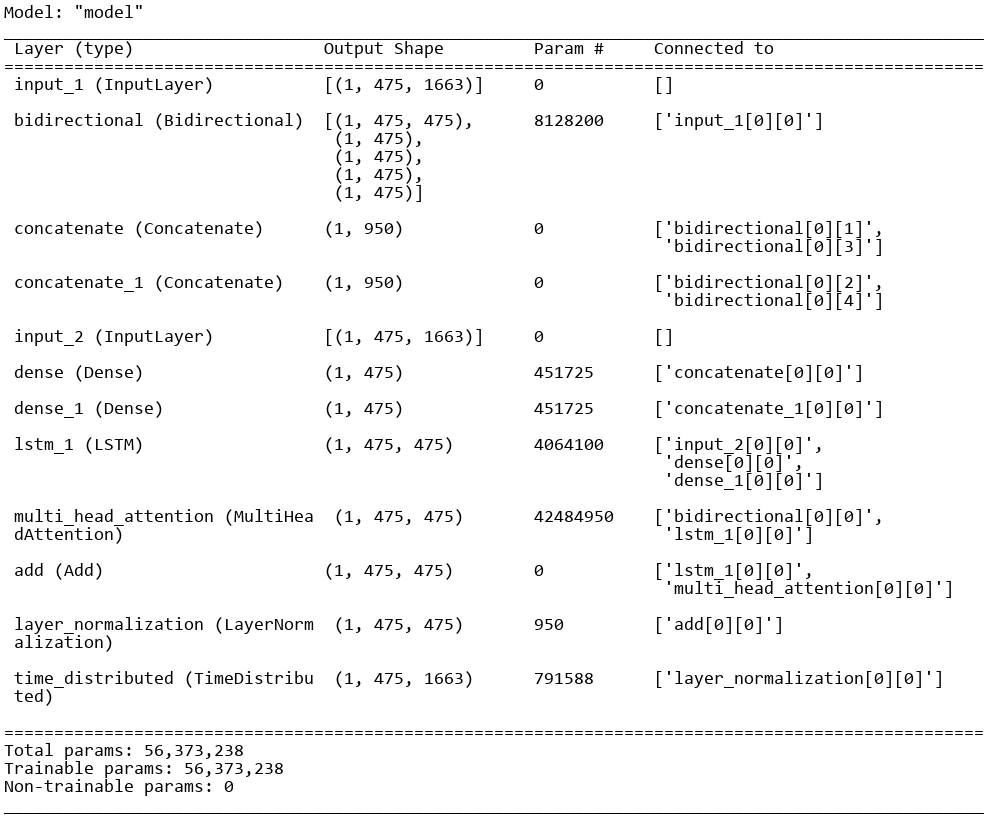 Model: "model"
Layer (type) Output Shape Param # Connected to
input_1 (InputLayer) [(1, 475, 1663)] 0 []
bidirectional (Bidirectional) [(1, 475, 475), 8128200 ['input_1[0][0]']
(1, 475),
(1, 475),
(1, 475),
(1, 475)]
concatenate (Concatenate) (1, 950) 0 ['bidirectional[0][1]',
'bidirectional[0][3]']
concatenate_1 (Concatenate) (1, 950) 0 ['bidirectional[0][2]',
'bidirectional[0][4]']
input_2 (InputLayer) [(1, 475, 1663)] 0 []
dense (Dense) (1, 475) 451725 ['concatenate[0][0]']
dense_1 (Dense) (1, 475) 451725 ['concatenate_1[0][0]']
lstm_1 (LSTM) (1, 475, 475) 4064100 ['input_2[0][0]',
'dense[0][0]',
'dense_1[0][0]']
multi_head_attention (MultiHea (1, 475, 475) 42484950 ['bidirectional[0][0]',
dAttention) 'lstm_1[0][0]']
add (Add) (1, 475, 475) 0 ['lstm_1[0][0]',
'multi_head_attention[0][0]']
layer_normalization (LayerNorm (1, 475, 475) 950 ['add[0][0]']
alization)
time_distributed (TimeDistribu (1, 475, 1663) 791588 ['layer_normalization[0][0]']
ted)
Total params: 56,373,238
Trainable params: 56,373,238
Non-trainable params: 0